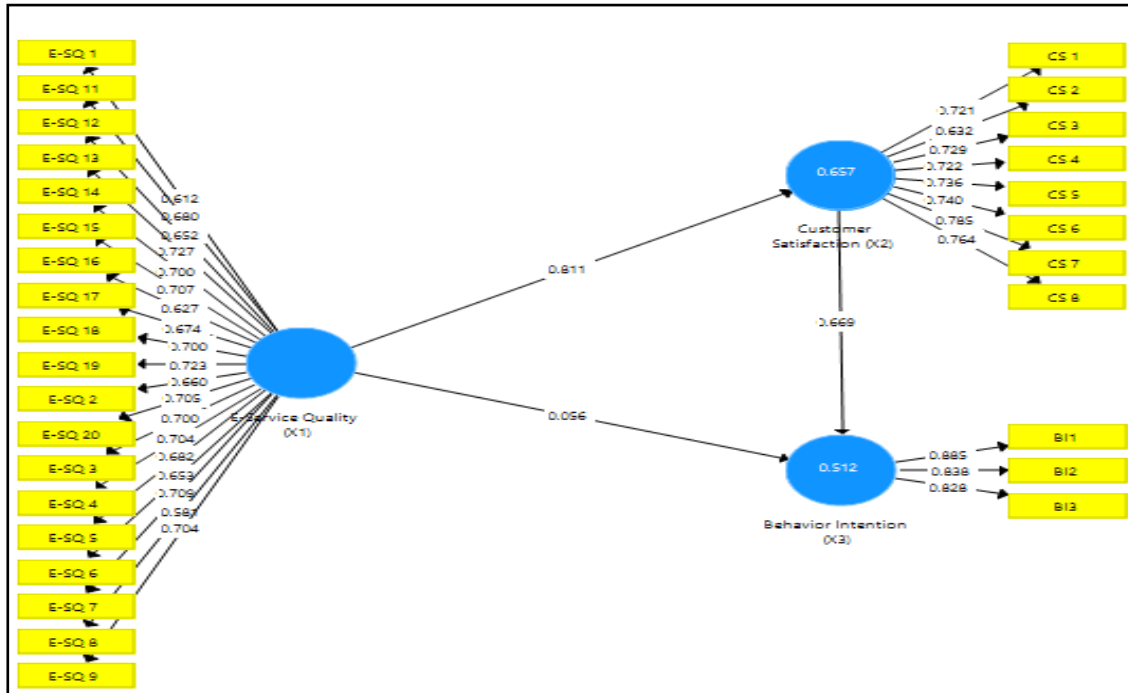 E-SQ 1
E-SQ 11
E-SQ 12
E-SQ 13
E-SQ 14
E-SQ 15
E-SQ 16
E-SQ 17
E-SQ 18
E-SQ 19
E-SQ 2
E-SQ 20
E-SQ 3
E-SQ 4
E-SQ 5
E-SQ 6
E-SQ 7
E-SQ 8
E-SQ 9
0.612
0.680
0.652
0.727
0.700
0.707
0.627
0.674
0.700
0.723
0.660
0.705
0.700
0.704
0.682
0.653
0.709
0.581
0.704
E-Service Quality
(X1)
0.811
0.056
0.657
Customer
Satisfaction (X2)
0.669
0.512
Behavior Intention
(X3)
0.721
0.632
0.729
0.722
0.736
0.740
0.785
0.764
CS 1
CS 2
CS 3
CS 4
CS 5
CS 6
CS 7
CS 8
0.885
0.838
0.828
BI1
BI2
BI3